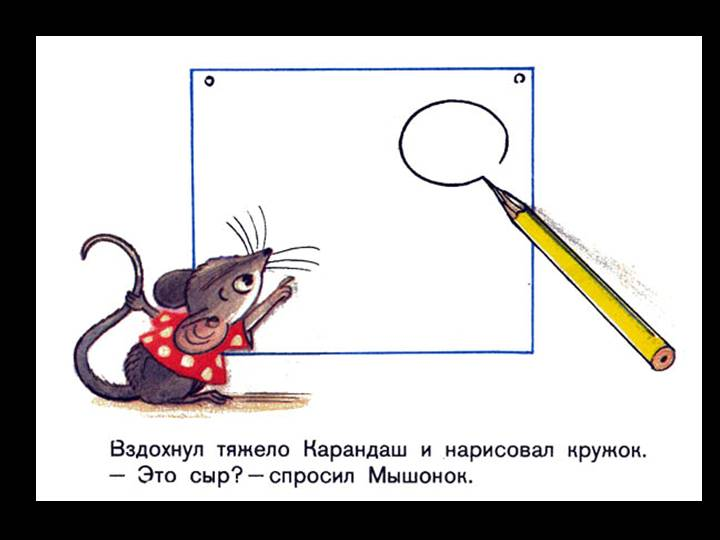 Вздохнул тяжело Карандаш и нарисовал кружок.
— Это сыр? — спросил Мышонок.